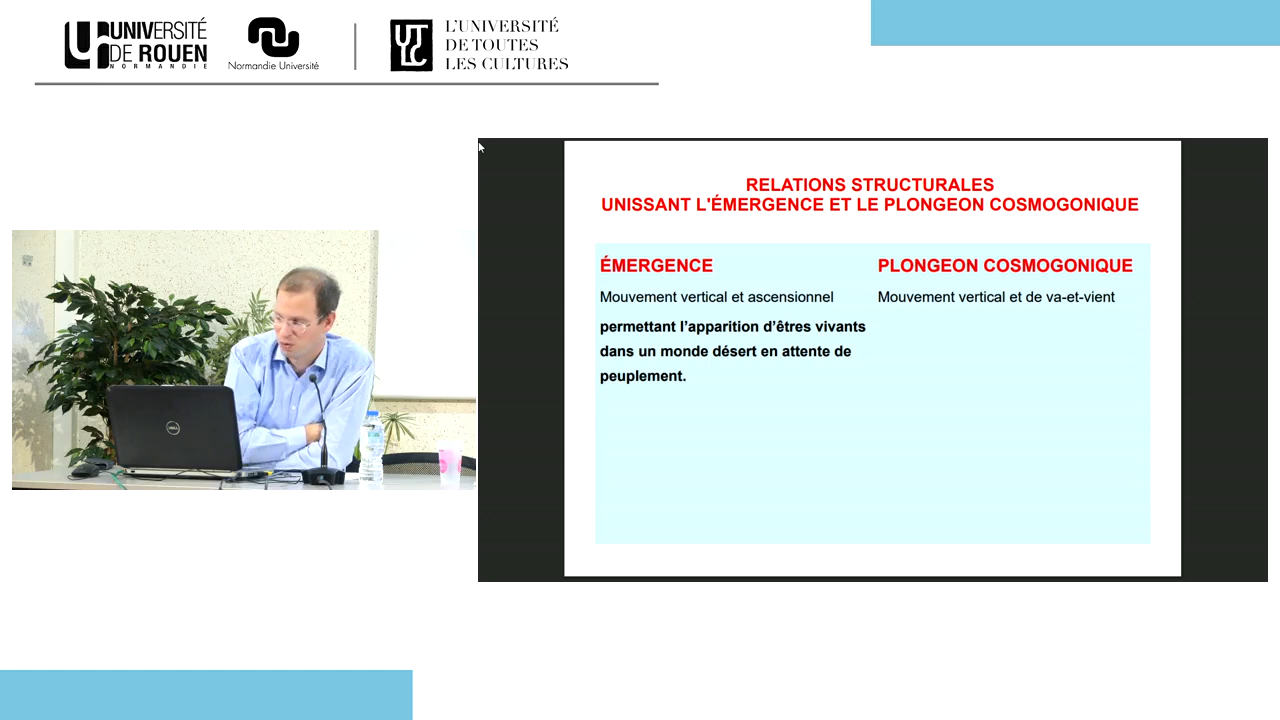 UNIVERSITÉ
DE ROUEN
NORMANDIE
Normandie Université
UTLC
L'UNIVERSITÉ
DE TOUTES
LES CULTURES
RELATIONS STRUCTURALES
UNISSANT L'ÉMERGENCE ET LE PLONGEON COSMOGONIQUE
ÉMERGENCE
Mouvement vertical et ascensionnel
permettant l’apparition d’êtres vivants
dans un monde désert en attente de
peuplement.
PLONGEON COSMOGONIQUE
Mouvement vertical et de va-et-vient
DELL